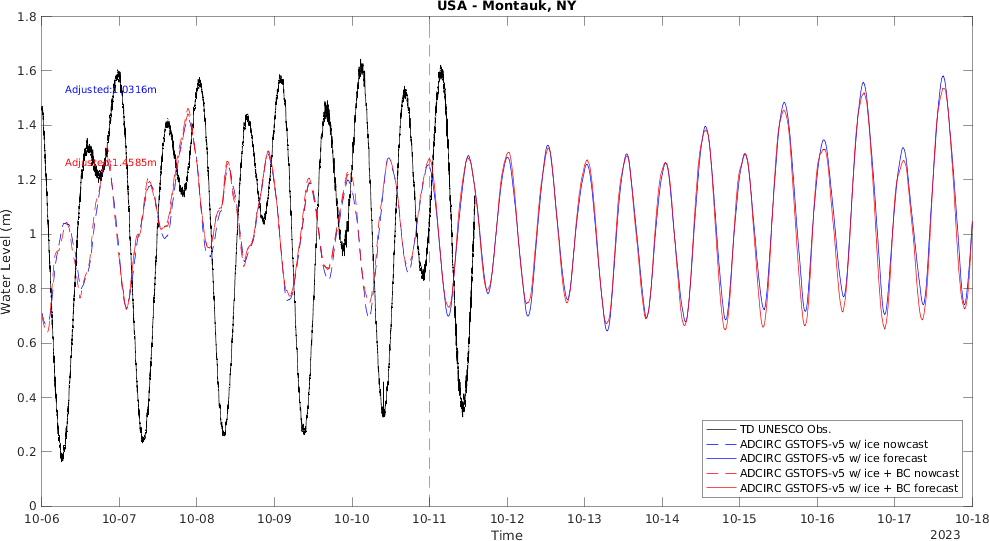 USA - Montauk, NY
1.8
1.6
1.4
1.2
1
0.8
0.6
0.4
0.2
0
Water Level (m)
Adjusted:1.0316m
Adjusted:1.4585m
TD UNESCO Obs.
ADCIRC GSTOFS-v5 w/ ice nowcast
ADCIRC GSTOFS-v5 w/ ice forecast
ADCIRC GSTOFS-v5 w/ ice + BC nowcast
ADCIRC GSTOFS-v5 w/ ice + BC forecast
10-06 10-07 10-08 10-09 10-10 10-11 10-12 10-13 10-14 10-15 10-16 10-17 10-18
Time
2023